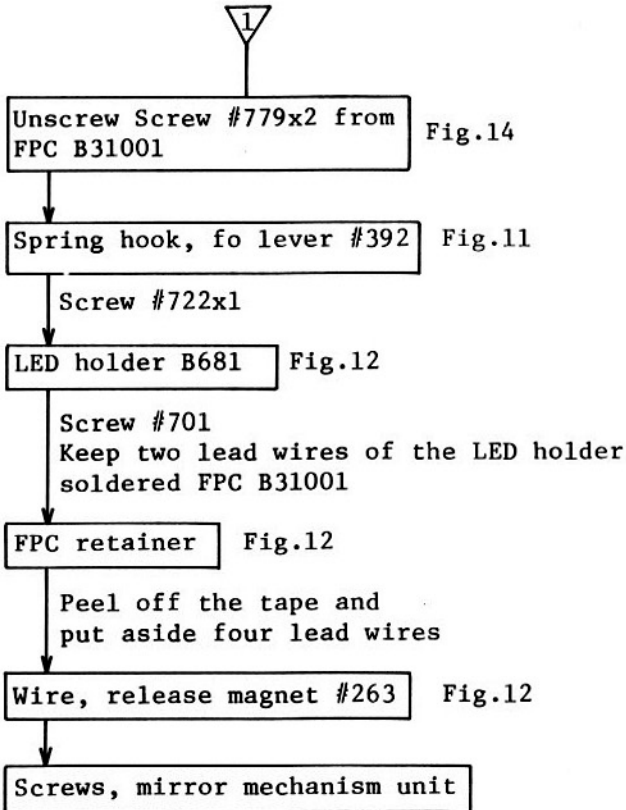 1
Unscrew Screw #779x2 from
FPC B31001
Fig.14
Spring hook, fo lever #392
Fig.11
Screw #722x1
LED holder B681
Fig.12
Screw #701
Keep two lead wires of the LED holder
soldered FPC B31001
FPC retainer
Fig.12
Peel off the tape and
put aside four lead wires
Wire, release magnet #263
Fig.12
Screws, mirror mechanism unit